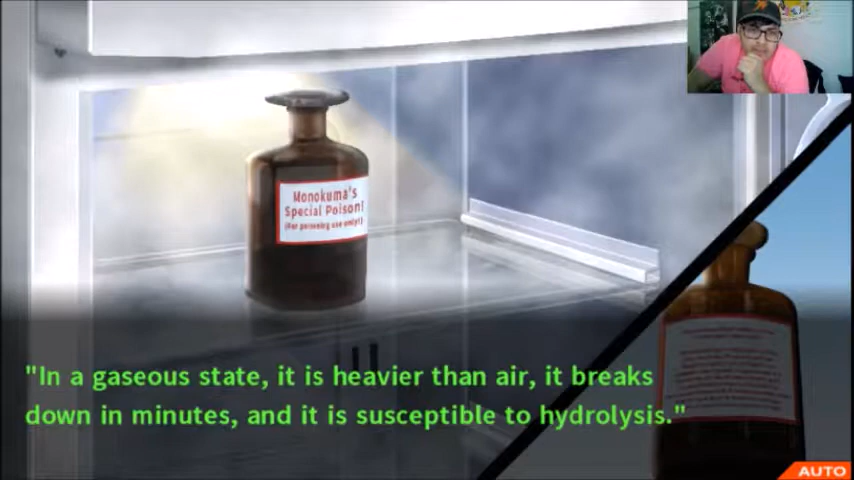 Monokuma's
Special Poison!
(For poisoning use only!)
"In a gaseous state, it is heavier than air, it breaks
down in minutes, and it is susceptible to hydrolysis."
AUTO